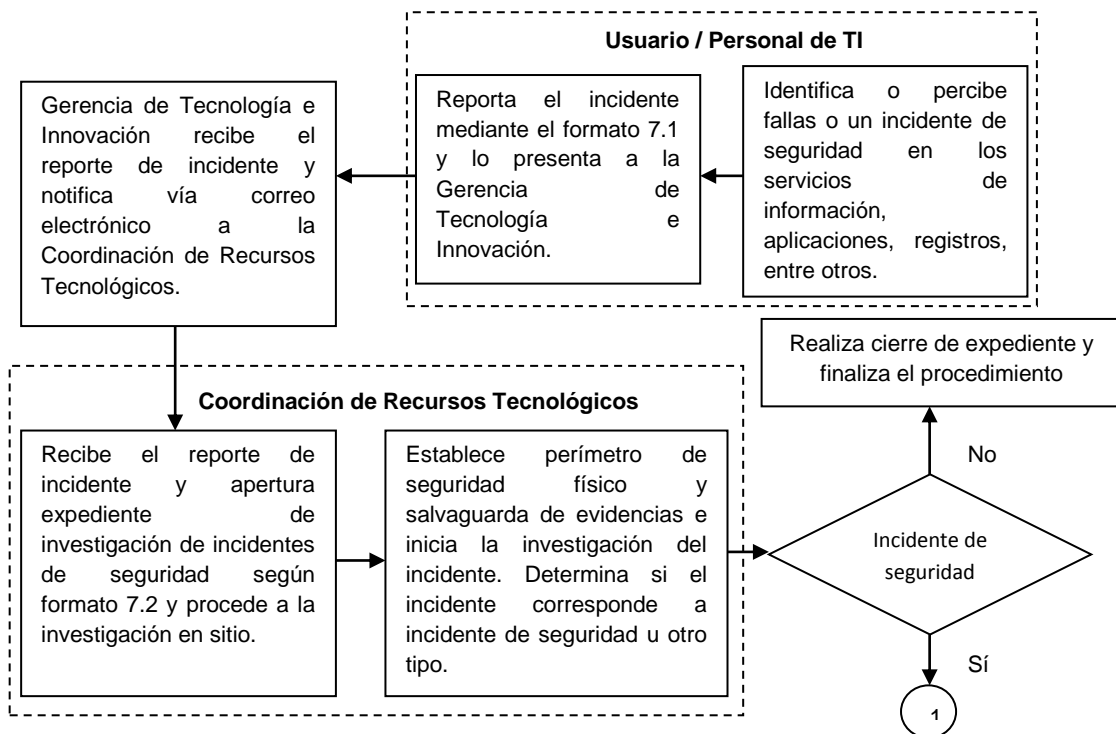 Usuario / Personal de TI
Identifica o percibe
fallas o un incidente de
seguridad en los
servicios de
información,
aplicaciones, registros,
entre otros.
Reporta el incidente
mediante el formato 7.1
y lo presenta a la
Gerencia de
Tecnología e
Innovación.
Gerencia de Tecnología e
Innovación recibe el
reporte de incidente y
notifica vía correo
electrónico a la
Coordinación de Recursos
Tecnológicos.
Coordinación de Recursos Tecnológicos
Recibe el reporte de
incidente y apertura
expediente de
investigación de incidentes
de seguridad según
formato 7.2 y procede a la
investigación en sitio.
Establece perímetro de
seguridad físico y
salvaguarda de evidencias e
inicia la investigación del
incidente. Determina si el
incidente corresponde a
incidente de seguridad u otro
tipo.
Incidente de
seguridad
No
Realiza cierre de expediente y
finaliza el procedimiento
Sí
1